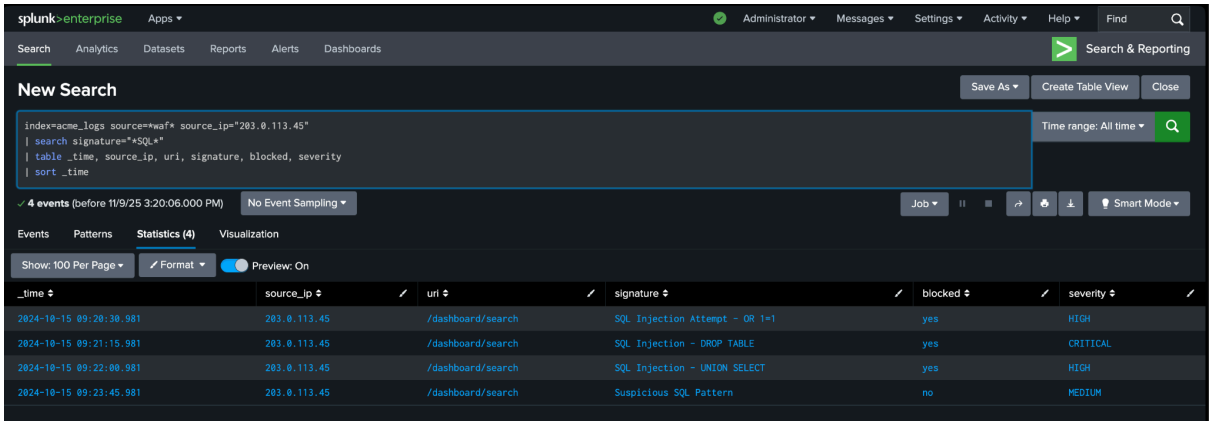 splunk>enterprise Apps Administrator Messages Settings Activity Help Find
Search Analytics Datasets Reports Alerts Dashboards Search & Reporting
New Search Save As Create Table View Close
index=acme_logs source=*waf* source_ip="203.0.113.45"
| search signature="*SQL*"
| table _time, source_ip, uri, signature, blocked, severity
| sort _time
Time range: All time
4 events (before 11/9/25 3:20:06.000 PM) No Event Sampling Job Smart Mode
Events Patterns Statistics (4) Visualization
Show: 100 Per Page Format Preview: On
_time source_ip uri signature blocked severity
2024-10-15 09:20:30.981 203.0.113.45 /dashboard/search SQL Injection Attempt - OR 1=1 yes HIGH
2024-10-15 09:21:15.981 203.0.113.45 /dashboard/search SQL Injection - DROP TABLE yes CRITICAL
2024-10-15 09:22:00.981 203.0.113.45 /dashboard/search SQL Injection - UNION SELECT yes HIGH
2024-10-15 09:23:45.981 203.0.113.45 /dashboard/search Suspicious SQL Pattern no MEDIUM